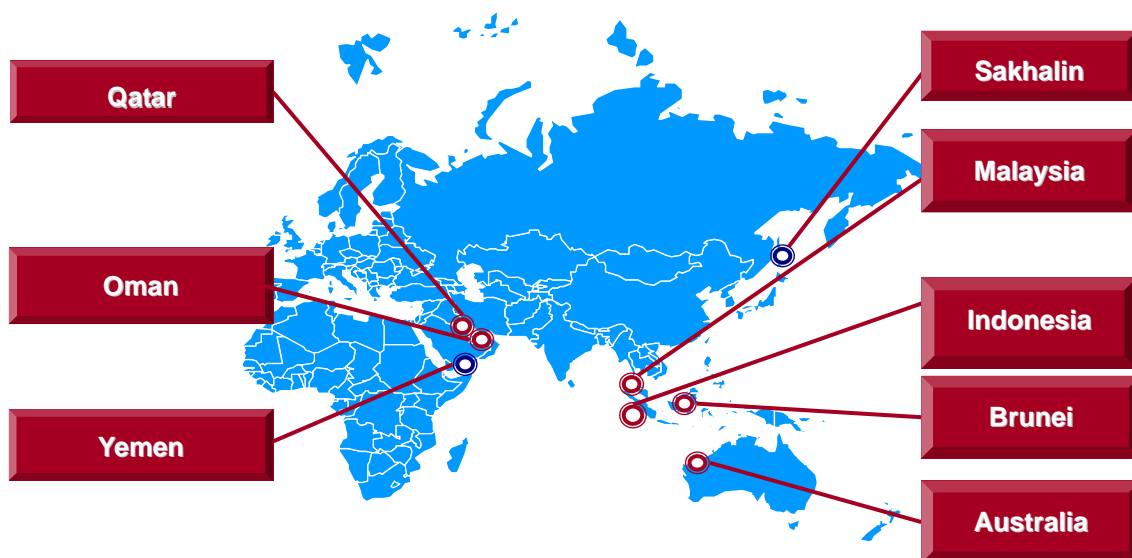 Qatar
Oman
Yemen
Sakhalin
Malaysia
Indonesia
Brunei
Australia